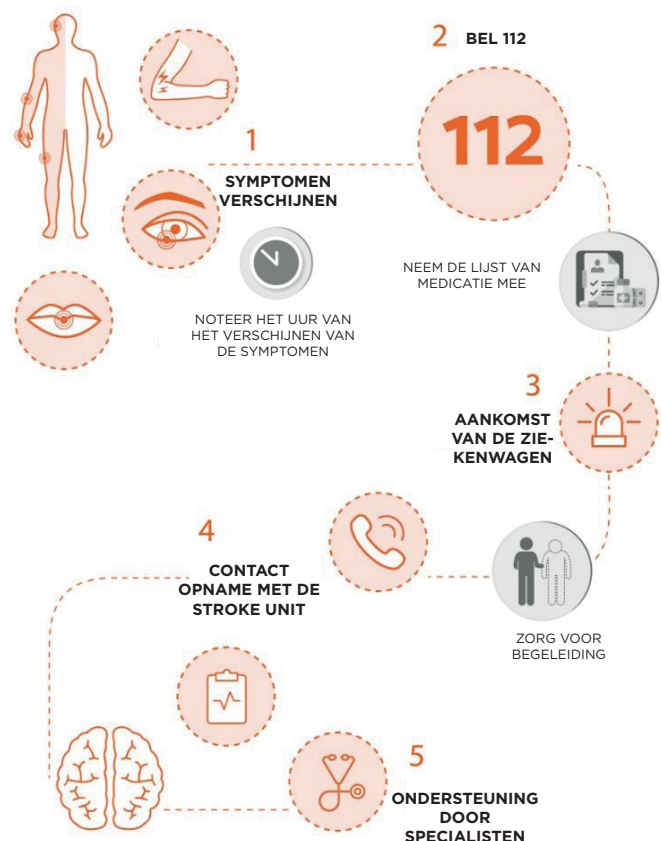 1
SYMPTOMEN
VERSCHIJNEN
NOTEER HET UUR VAN
HET VERSCHIJNEN VAN
DE SYMPTOMEN
2 BEL 112
112
NEEM DE LIJST VAN
MEDICATIE MEE
3
AANKOMST
VAN DE ZIE-
KENWAGEN
ZORG VOOR
BEGELEIDING
4
CONTACT
OPNAME MET DE
STROKE UNIT
5
ONDERSTEUNING
DOOR
SPECIALISTEN